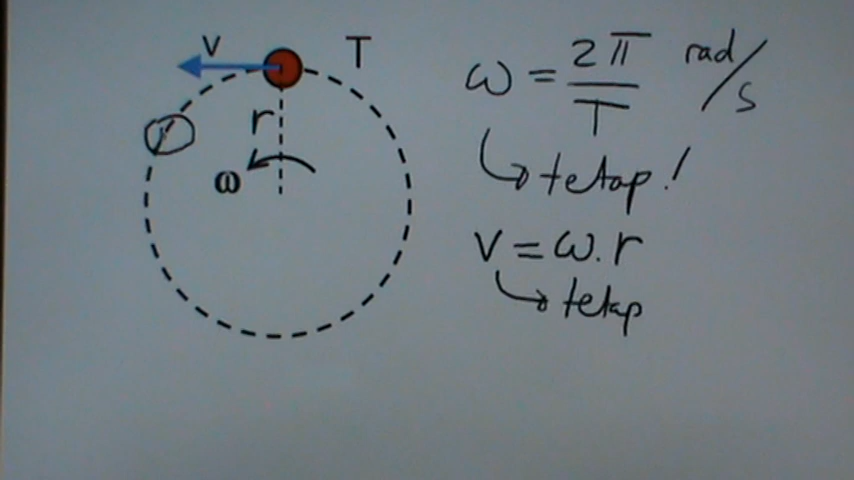 v T
r
ω
ω = 2π/T rad/s
↳ tetap!
v = ω.r
↳ tetap